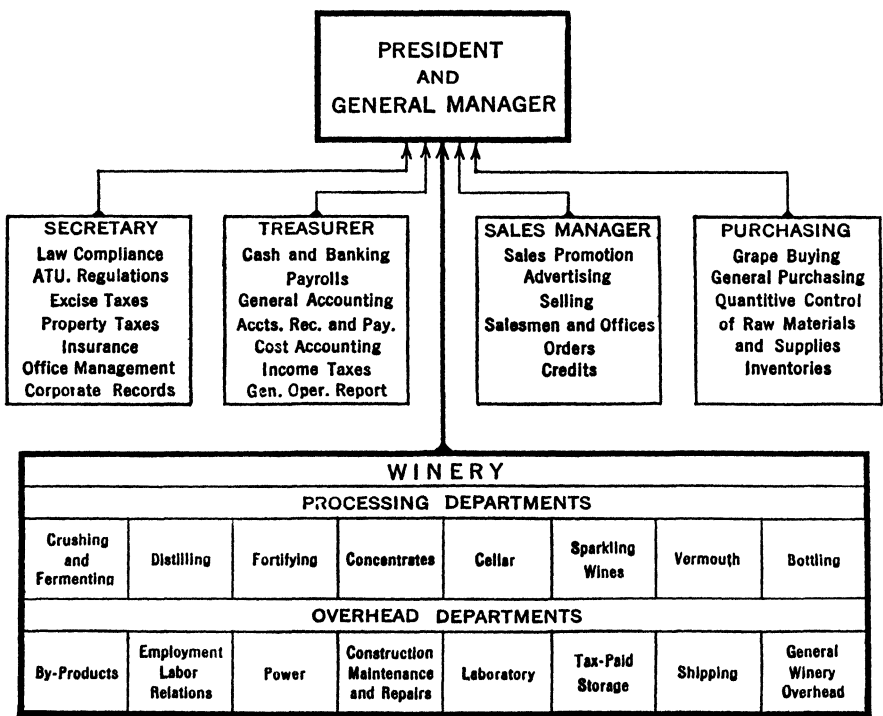 PRESIDENT
AND
GENERAL MANAGER
SECRETARY
Law Compliance
ATU. Regulations
Excise Taxes
Property Taxes
Insurance
Office Management
Corporate Records
TREASURER
Cash and Banking
Payrolls
General Accounting
Accts. Rec. and Pay.
Cost Accounting
Income Taxes
Gen. Oper. Report
SALES MANAGER
Sales Promotion
Advertising
Selling
Salesmen and Offices
Orders
Credits
PURCHASING
Grape Buying
General Purchasing
Quantitive Control
of Raw Materials
and Supplies
Inventories
WINERY
PROCESSING DEPARTMENTS
Crushing
and
Fermenting
Distilling
Fortifying
Concentrates
Cellar
Sparkling
Wines
Vermouth
Bottling
OVERHEAD DEPARTMENTS
By-Products
Employment
Labor
Relations
Power
Construction
Maintenance
and Repairs
Laboratory
Tax-Paid
Storage
Shipping
General
Winery
Overhead